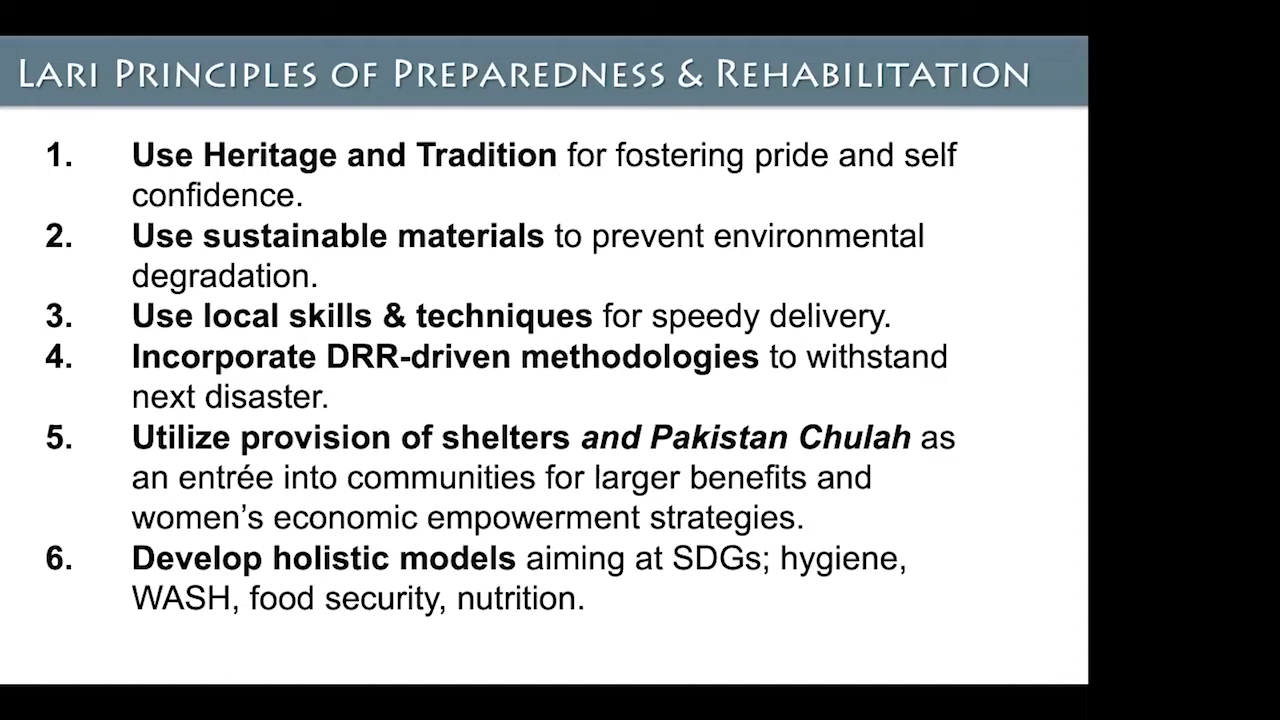 LARI PRINCIPLES OF PREPAREDNESS & REHABILITATION
1. Use Heritage and Tradition for fostering pride and self
confidence.
2. Use sustainable materials to prevent environmental
degradation.
3. Use local skills & techniques for speedy delivery.
4. Incorporate DRR-driven methodologies to withstand
next disaster.
5. Utilize provision of shelters and Pakistan Chulah as
an entrée into communities for larger benefits and
women's economic empowerment strategies.
6. Develop holistic models aiming at SDGs; hygiene,
WASH, food security, nutrition.